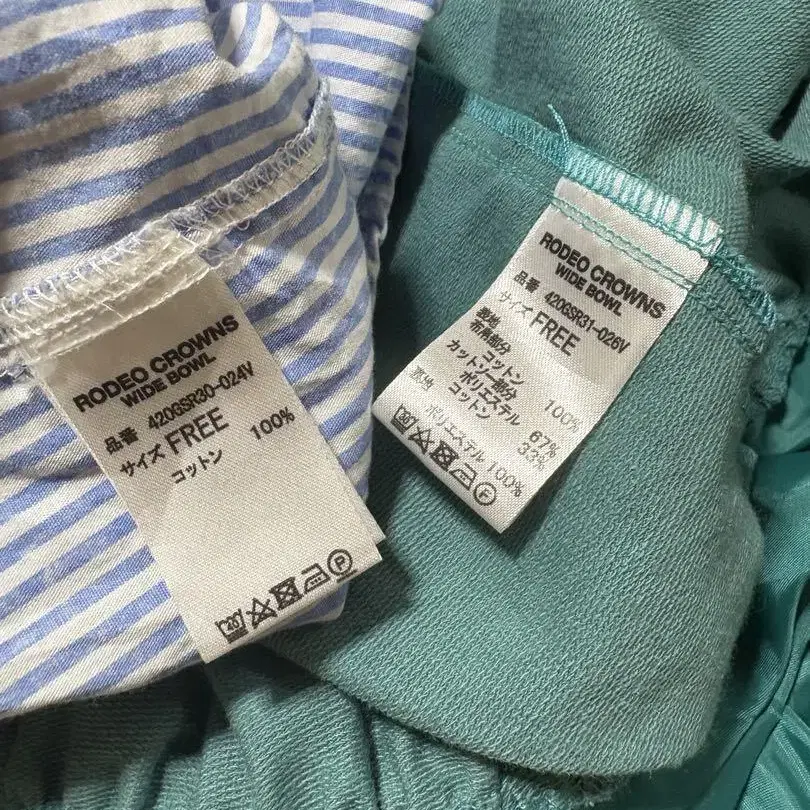 RODEO CROWNS
WIDE BOWL
品番 420GSR30-024V
サイズ FREE
コットン 100%
40
P
RODEO CROWNS
WIDE BOWL
品番 420GSR31-026V
サイズ FREE
表地
布帛部分
コットン 100%
カットソー部分
ポリエステル 67%
コットン 33%
裏地
ポリエステル 100%
30
F